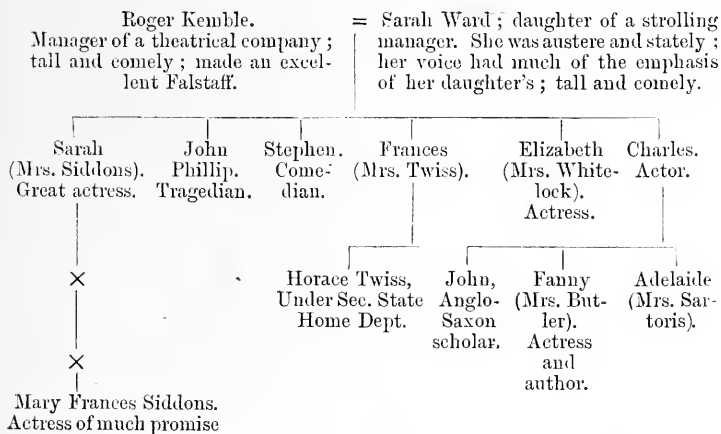 Roger Kemble.
Manager of a theatrical company ;
tall and comely ; made an excel-
lent Falstaff.
= Sarah Ward ; daughter of a strolling
manager. She was austere and stately ;
her voice had much of the emphasis
of her daughter's ; tall and comely.
Sarah
(Mrs. Siddons).
Great actress.
John
Phillip.
Tragedian.
Stephen.
Come-
dian.
Frances
(Mrs. Twiss).
Elizabeth
(Mrs. White-
lock).
Actress.
Charles.
Actor.
×
×
Mary Frances Siddons.
Actress of much promise
Horace Twiss,
Under Sec. State
Home Dept.
John,
Anglo-
Saxon
scholar.
Fanny
(Mrs. But-
ler).
Actress
and
author.
Adelaide
(Mrs. Sar-
toris).